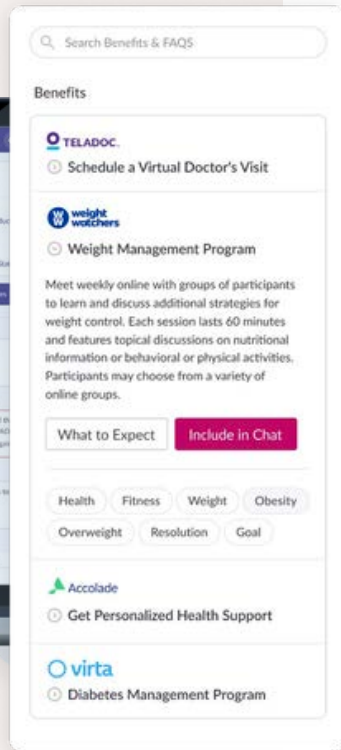 Search Benefits & FAQS
Benefits
TELADOC.
Schedule a Virtual Doctor's Visit
weight
watchers
Weight Management Program
Meet weekly online with groups of participants
to learn and discuss additional strategies for
weight control. Each session lasts 60 minutes
and features topical discussions on nutritional
information or behavioral or physical activities.
Participants may choose from a variety of
online groups.
What to Expect
Include in Chat
Health Fitness Weight Obesity
Overweight Resolution Goal
Accolade
Get Personalized Health Support
virta
Diabetes Management Program